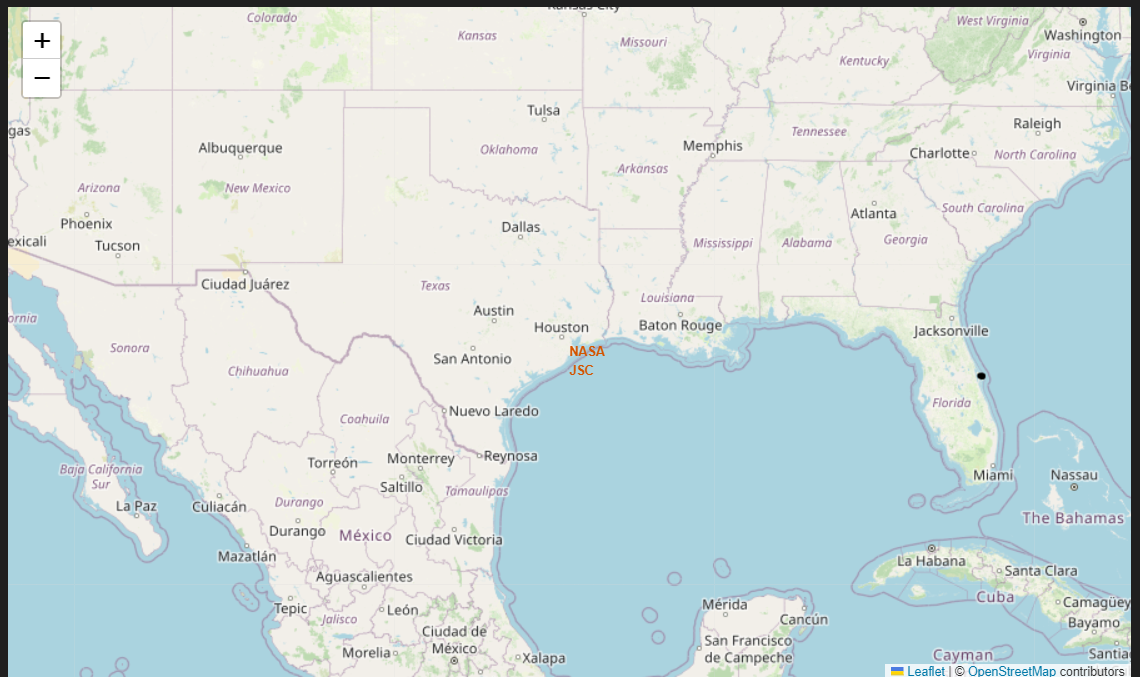 Kansas City
Colorado
West Virginia
+
Kansas
Missouri
Washington
Kentucky
Virginia
−
Virginia B
Tulsa
Raleigh
gas
Tennessee
Albuquerque
Memphis
Oklahoma
Charlotte
North Carolina
Arkansas
Arizona
New Mexico
South Carolina
Phoenix
Atlanta
Dallas
exicali
Tucson
Mississippi
Alabama
Georgia
Ciudad Juárez
Texas
Louisiana
Austin
ornia
Houston
Baton Rouge
Jacksonville
Sonora
NASA
JSC
San Antonio
Chihuahua
Florida
Nuevo Laredo
Coahuila
Reynosa
Torreón
Monterrey
Baja California
Sur
Miami
Nassau
Saltillo
Tamaulipas
La Paz
Culiacán
Durango
The Bahamas
Durango
México
Ciudad Victoria
Mazatlán
La Habana
Santa Clara
Aguascalientes
Cuba
Camagüey
Tepic
León
Mérida
Jalisco
Cancún
Bayamo
Ciudad de
México
San Francisco
de Campeche
Morelia
Xalapa
Cayman
Santia
Leaflet | © OpenStreetMap contributors